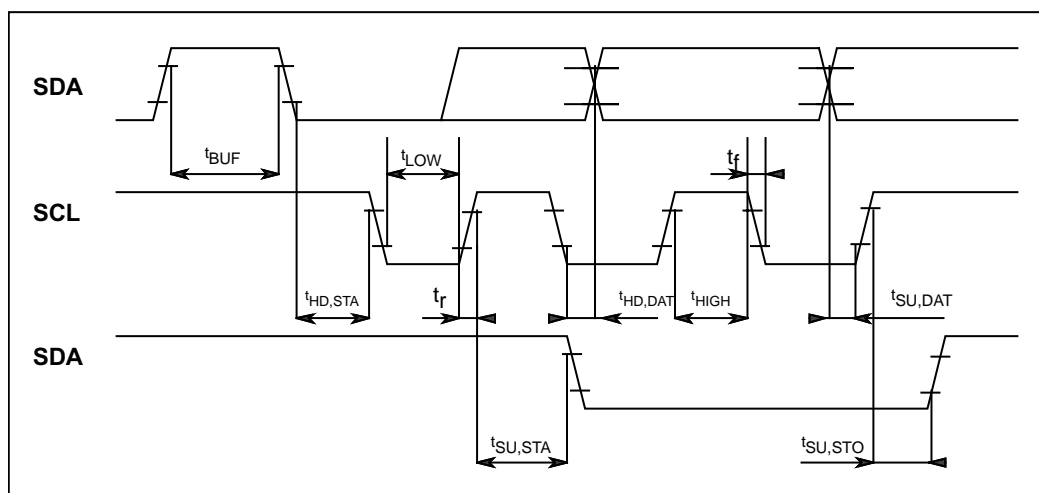 SDA
tBUF
tLOW
tf
SCL
tHD,STA
tr
tHD,DAT
tHIGH
tSU,DAT
SDA
tSU,STA
tSU,STO